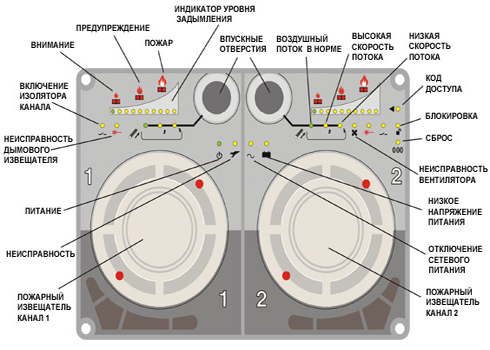 ИНДИКАТОР УРОВНЯ
ЗАДЫМЛЕНИЯ
ПРЕДУПРЕЖДЕНИЕ
ВНИМАНИЕ
ПОЖАР
ВПУСКНЫЕ
ОТВЕРСТИЯ
ВОЗДУШНЫЙ
ПОТОК В НОРМЕ
ВЫСОКАЯ
СКОРОСТЬ
ПОТОКА
НИЗКАЯ
СКОРОСТЬ
ПОТОКА
ВКЛЮЧЕНИЕ
ИЗОЛЯТОРА
КАНАЛА
КОД
ДОСТУПА
БЛОКИРОВКА
СБРОС
НЕИСПРАВНОСТЬ
ДЫМОВОГО
ИЗВЕЩАТЕЛЯ
НЕИСПРАВНОСТЬ
ВЕНТИЛЯТОРА
1
2
ПИТАНИЕ
НИЗКОЕ
НАПРЯЖЕНИЕ
ПИТАНИЯ
НЕИСПРАВНОСТЬ
ОТКЛЮЧЕНИЕ
СЕТЕВОГО
ПИТАНИЯ
ПОЖАРНЫЙ
ИЗВЕЩАТЕЛЬ
КАНАЛ 1
1 2
ПОЖАРНЫЙ
ИЗВЕЩАТЕЛЬ
КАНАЛ 2